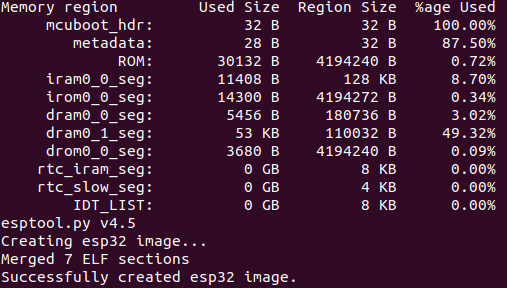 Memory region         Used Size  Region Size  %age Used
     mcuboot_hdr:          32 B         32 B    100.00%
        metadata:          28 B         32 B     87.50%
             ROM:       30132 B    4194240 B      0.72%
     iram0_0_seg:       11408 B       128 KB      8.70%
     irom0_0_seg:       14300 B    4194272 B      0.34%
     dram0_0_seg:        5456 B     180736 B      3.02%
     dram0_1_seg:         53 KB     110032 B     49.32%
     drom0_0_seg:        3680 B    4194240 B      0.09%
    rtc_iram_seg:          0 GB         8 KB      0.00%
    rtc_slow_seg:          0 GB         4 KB      0.00%
        IDT_LIST:          0 GB         8 KB      0.00%
esptool.py v4.5
Creating esp32 image...
Merged 7 ELF sections
Successfully created esp32 image.